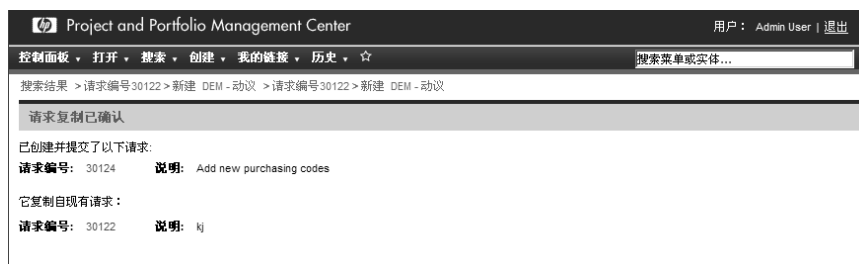 hp Project and Portfolio Management Center 用户： Admin User | 退出
控制面板 打开 搜索 创建 我的链接 历史 ☆ 搜索菜单或实体...
搜索结果 >请求编号30122>新建 DEM - 动议 >请求编号30122>新建 DEM - 动议
请求复制已确认
已创建并提交了以下请求:
请求编号: 30124 说明: Add new purchasing codes
它复制自现有请求：
请求编号: 30122 说明: kj